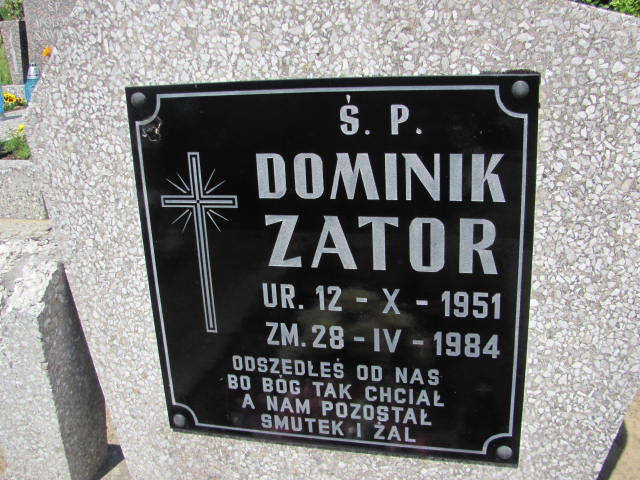 Ś. P.
DOMINIK
ZATOR
UR. 12 - X - 1951
ZM. 28 - IV - 1984
ODSZEDŁEŚ OD NAS
BO BÓG TAK CHCIAŁ
A NAM POZOSTAŁ
SMUTEK I ŻAL